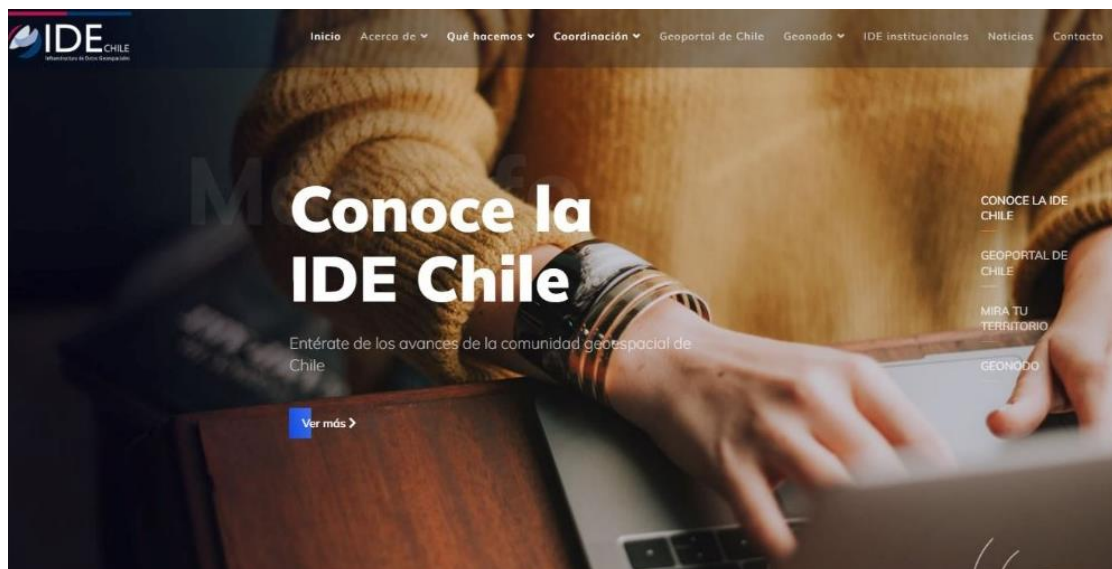 IDE CHILE
Infraestructura de Datos Geoespaciales
Inicio Acerca de Qué hacemos Coordinación Geoportal de Chile Geonodo IDE institucionales Noticias Contacto
Conoce la
IDE Chile
Entérate de los avances de la comunidad geoespacial de
Chile
Ver más
CONOCE LA IDE
CHILE
GEOPORTAL DE
CHILE
MIRA TU
TERRITORIO
GEONODO